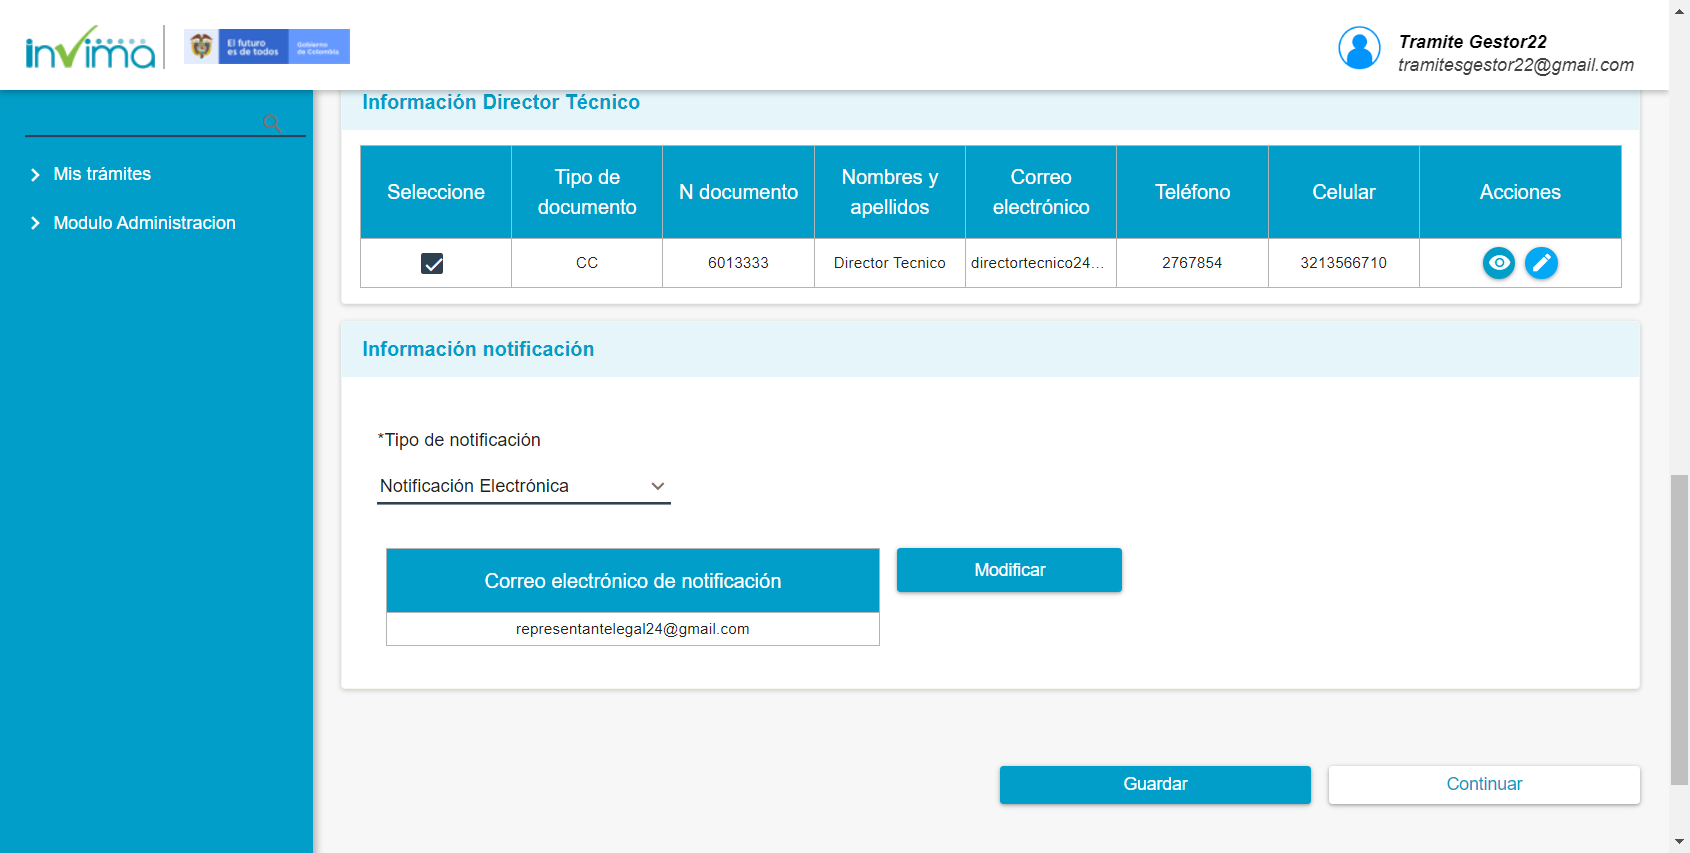 invima
El futuro
es de todos
Gobierno
de Colombia
Tramite Gestor22
tramitesgestor22@gmail.com
Mis trámites
Modulo Administracion
Información Director Técnico
Seleccione
Tipo de
documento
N documento
Nombres y
apellidos
Correo
electrónico
Teléfono
Celular
Acciones
CC
6013333
Director Tecnico
directortecnico24...
2767854
3213566710
Información notificación
*Tipo de notificación
Notificación Electrónica
Correo electrónico de notificación
Modificar
representantelegal24@gmail.com
Guardar
Continuar